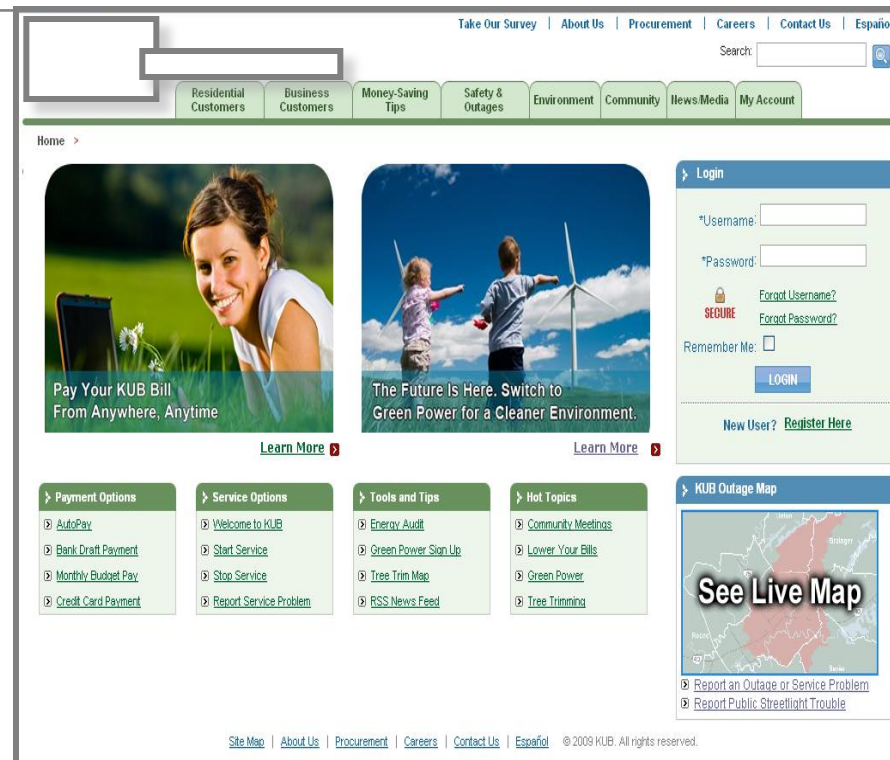 Take Our Survey | About Us | Procurement | Careers | Contact Us | Españo
Search:
Residential Customers
Business Customers
Money-Saving Tips
Safety & Outages
Environment
Community
News/Media
My Account
Home >
Pay Your KUB Bill
From Anywhere, Anytime
Learn More
The Future Is Here. Switch to
Green Power for a Cleaner Environment.
Learn More
Login
*Username:
*Password:
SECURE
Forgot Username?
Forgot Password?
Remember Me:
LOGIN
New User? Register Here
Payment Options
AutoPay
Bank Draft Payment
Monthly Budget Pay
Credit Card Payment
Service Options
Welcome to KUB
Start Service
Stop Service
Report Service Problem
Tools and Tips
Energy Audit
Green Power Sign Up
Tree Trim Map
RSS News Feed
Hot Topics
Community Meetings
Lower Your Bills
Green Power
Tree Trimming
KUB Outage Map
See Live Map
Report an Outage or Service Problem
Report Public Streetlight Trouble
Site Map | About Us | Procurement | Careers | Contact Us | Español © 2009 KUB. All rights reserved.